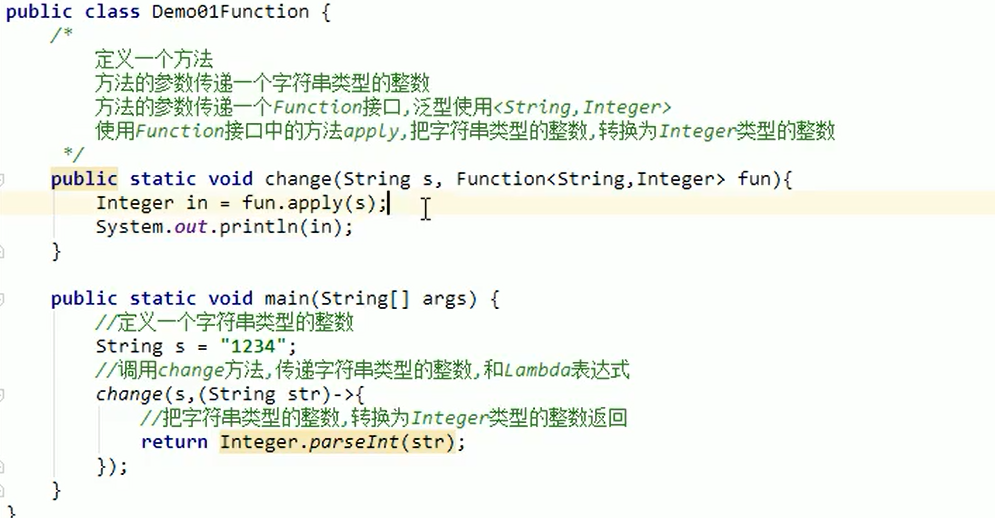 public class Demo01Function {
/*
定义一个方法
方法的参数传递一个字符串类型的整数
方法的参数传递一个Function接口,泛型使用<String,Integer>
使用Function接口中的方法apply,把字符串类型的整数,转换为Integer类型的整数
*/
public static void change(String s, Function<String,Integer> fun){
Integer in = fun.apply(s);
System.out.println(in);
}
public static void main(String[] args) {
//定义一个字符串类型的整数
String s = "1234";
//调用change方法,传递字符串类型的整数,和Lambda表达式
change(s,(String str)->{
//把字符串类型的整数,转换为Integer类型的整数返回
return Integer.parseInt(str);
});
}
}